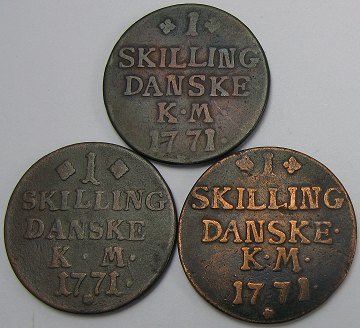 1
SKILLING
DANSKE
K·M
1771·
1
SKILLING
DANSKE
K·M·
1771·
1
SKILLING
DANSKE·
K·M·
1771·